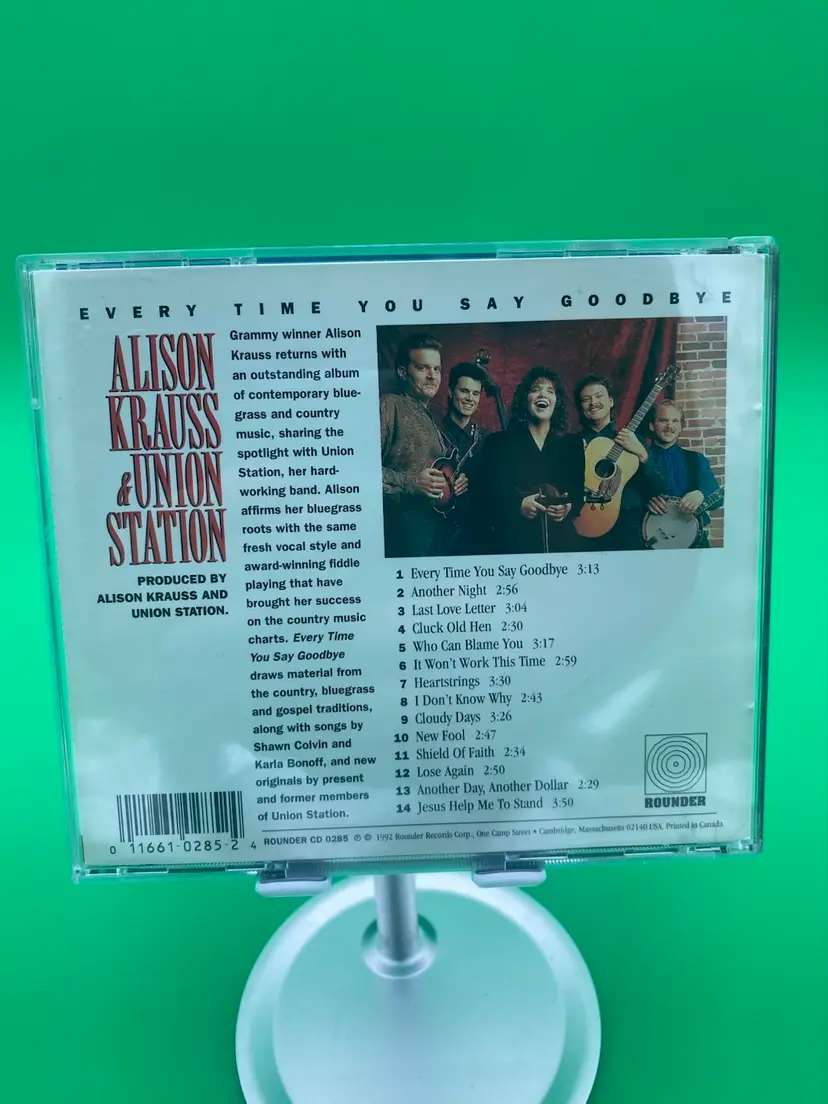 EVERY TIME YOU SAY GOODBYE
ALISON
KRAUSS
& UNION
STATION
PRODUCED BY
ALISON KRAUSS AND
UNION STATION.
Grammy winner Alison
Krauss returns with
an outstanding album
of contemporary blue-
grass and country
music, sharing the
spotlight with Union
Station, her hard-
working band. Alison
affirms her bluegrass
roots with the same
fresh vocal style and
award-winning fiddle
playing that have
brought her success
on the country music
charts. Every Time
You Say Goodbye
draws material from
the country, bluegrass
and gospel traditions,
along with songs by
Shawn Colvin and
Karla Bonoff, and new
originals by present
and former members
of Union Station.
1 Every Time You Say Goodbye 3:13
2 Another Night 2:56
3 Last Love Letter 3:04
4 Cluck Old Hen 2:30
5 Who Can Blame You 3:17
6 It Won't Work This Time 2:59
7 Heartstrings 3:30
8 I Don't Know Why 2:43
9 Cloudy Days 3:26
10 New Fool 2:47
11 Shield Of Faith 2:34
12 Lose Again 2:50
13 Another Day, Another Dollar 2:29
14 Jesus Help Me To Stand 3:50
ROUNDER
0 11661-0285-2 4
ROUNDER CD 0285 ℗ © 1992 Rounder Records Corp., One Camp Street • Cambridge, Massachusetts 02140 USA Printed in Canada